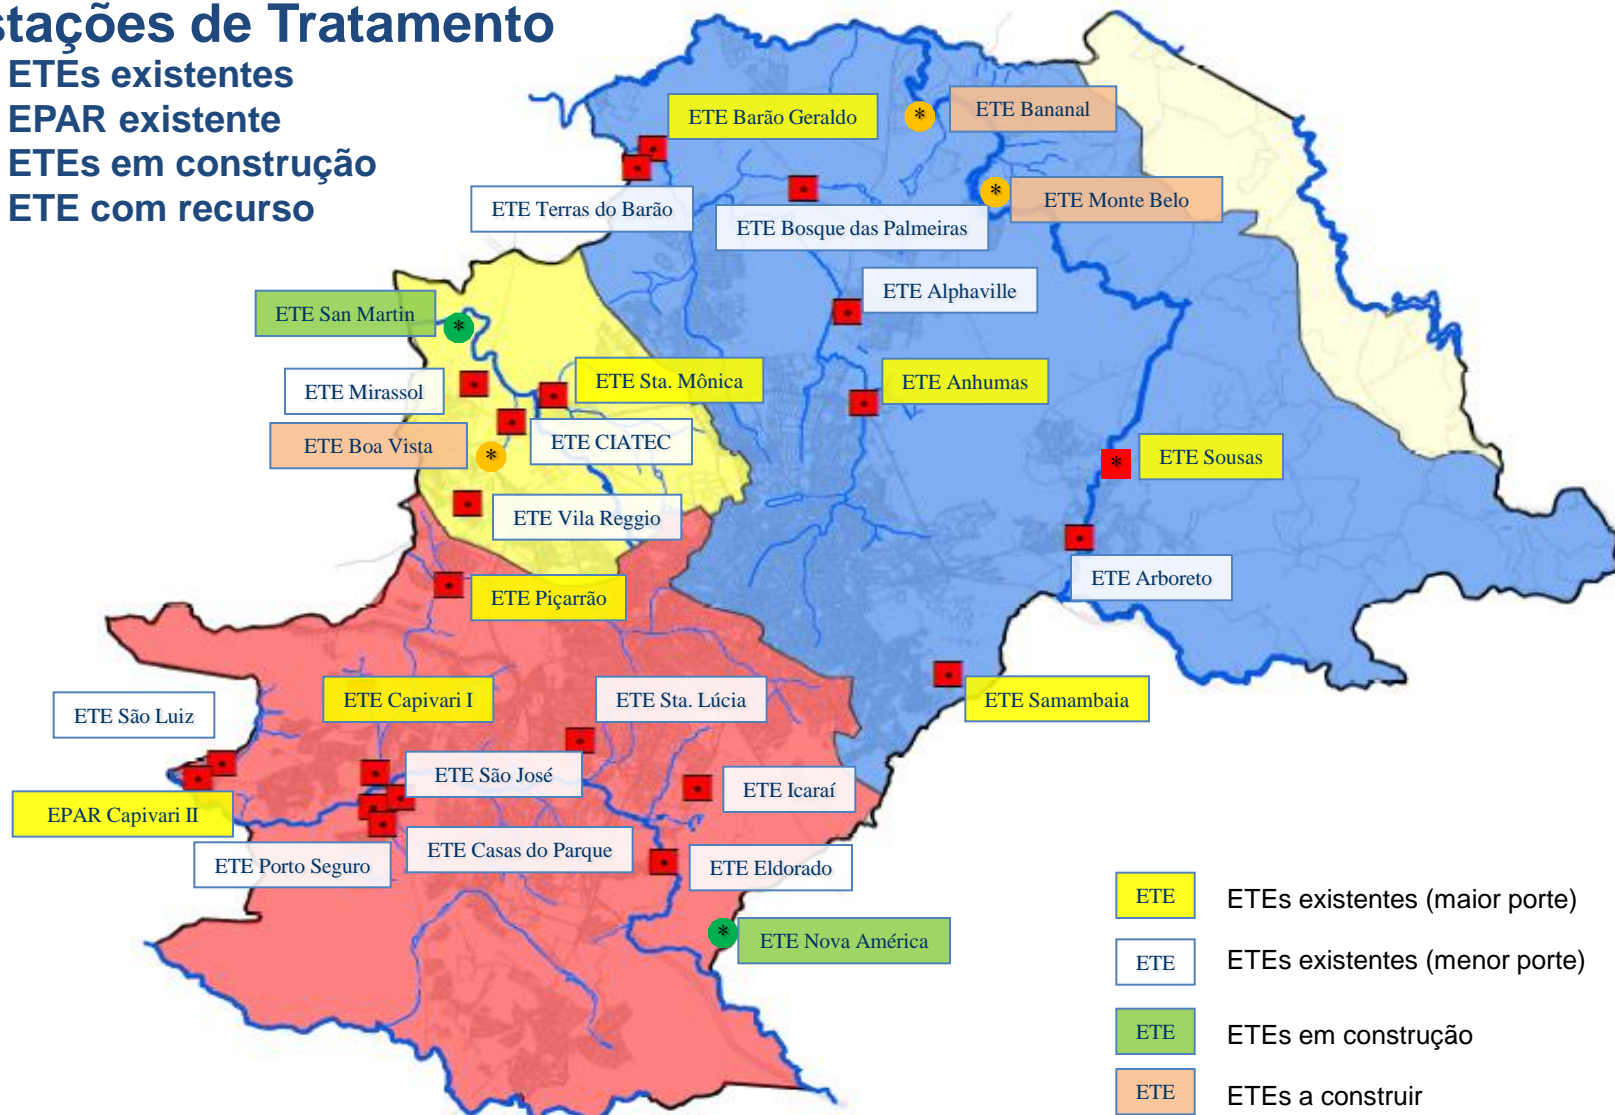 stações de Tratamento
ETEs existentes
EPAR existente
ETEs em construção
ETE com recurso
ETE Barão Geraldo
*
ETE Bananal
ETE Terras do Barão
ETE Bosque das Palmeiras
*
ETE Monte Belo
ETE San Martin
*
ETE Alphaville
ETE Mirassol
ETE Sta. Mônica
ETE Anhumas
ETE Boa Vista
*
ETE CIATEC
*
ETE Sousas
ETE Vila Reggio
ETE Arboreto
ETE Piçarrão
ETE São Luiz
ETE Capivari I
ETE Sta. Lúcia
ETE Samambaia
ETE São José
ETE Icaraí
EPAR Capivari II
ETE Porto Seguro
ETE Casas do Parque
ETE Eldorado
*
ETE Nova América
ETE ETEs existentes (maior porte)
ETE ETEs existentes (menor porte)
ETE ETEs em construção
ETE ETEs a construir